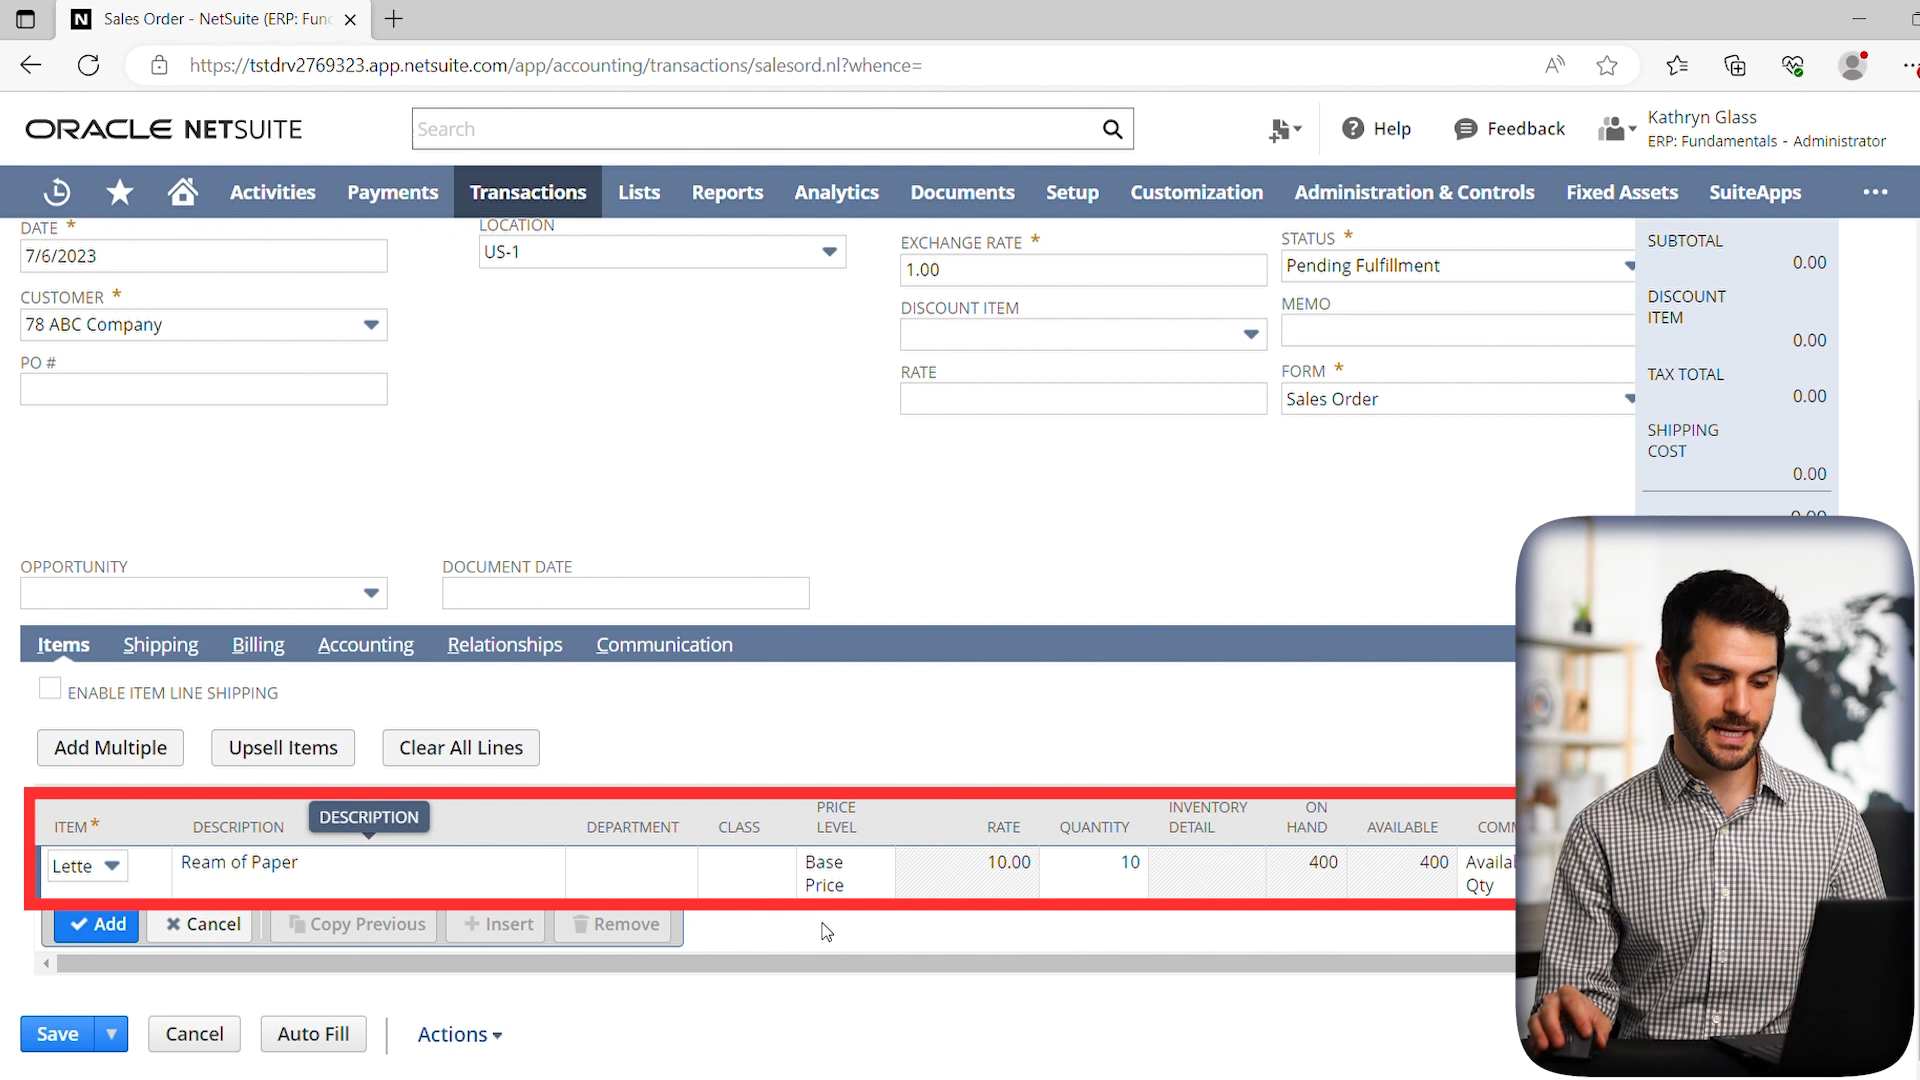 Sales Order - NetSuite (ERP: Fun
https://tstdrv2769323.app.netsuite.com/app/accounting/transactions/salesord.nl?whence=
ORACLE NETSUITE
Search
Help
Feedback
Kathryn Glass
ERP: Fundamentals - Administrator
Activities
Payments
Transactions
Lists
Reports
Analytics
Documents
Setup
Customization
Administration & Controls
Fixed Assets
SuiteApps
DATE *
7/6/2023
CUSTOMER *
78 ABC Company
PO #
LOCATION
US-1
EXCHANGE RATE *
1.00
DISCOUNT ITEM
RATE
STATUS *
Pending Fulfillment
MEMO
FORM *
Sales Order
SUBTOTAL
0.00
DISCOUNT
ITEM
0.00
TAX TOTAL
0.00
SHIPPING
COST
0.00
OPPORTUNITY
DOCUMENT DATE
Items
Shipping
Billing
Accounting
Relationships
Communication
ENABLE ITEM LINE SHIPPING
Add Multiple
Upsell Items
Clear All Lines
ITEM *
DESCRIPTION
DESCRIPTION
DEPARTMENT
CLASS
PRICE
LEVEL
RATE
QUANTITY
INVENTORY
DETAIL
ON
HAND
AVAILABLE
COMM
Lette
Ream of Paper
Base
Price
10.00
10
400
400
Availa
Qty
Add
Cancel
Copy Previous
Insert
Remove
Save
Cancel
Auto Fill
Actions